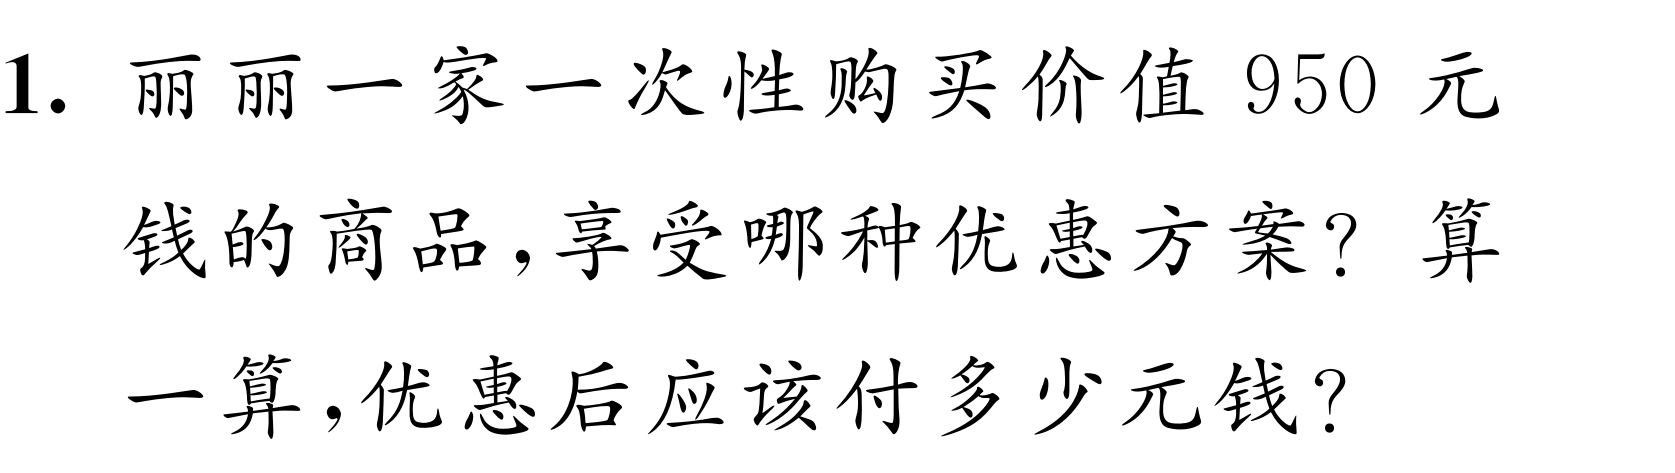 1. 丽丽一家一次性购买价值 950 元
钱的商品,享受哪种优惠方案? 算
一算,优惠后应该付多少元钱?